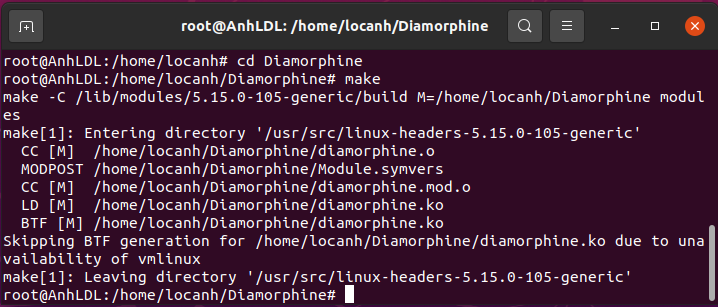 root@AnhLDL: /home/locanh/Diamorphine
root@AnhLDL:/home/locanh# cd Diamorphine
root@AnhLDL:/home/locanh/Diamorphine# make
make -C /lib/modules/5.15.0-105-generic/build M=/home/locanh/Diamorphine modul
es
make[1]: Entering directory '/usr/src/linux-headers-5.15.0-105-generic'
  CC [M]  /home/locanh/Diamorphine/diamorphine.o
  MODPOST /home/locanh/Diamorphine/Module.symvers
  CC [M]  /home/locanh/Diamorphine/diamorphine.mod.o
  LD [M]  /home/locanh/Diamorphine/diamorphine.ko
  BTF [M] /home/locanh/Diamorphine/diamorphine.ko
Skipping BTF generation for /home/locanh/Diamorphine/diamorphine.ko due to una
vailability of vmlinux
make[1]: Leaving directory '/usr/src/linux-headers-5.15.0-105-generic'
root@AnhLDL:/home/locanh/Diamorphine#